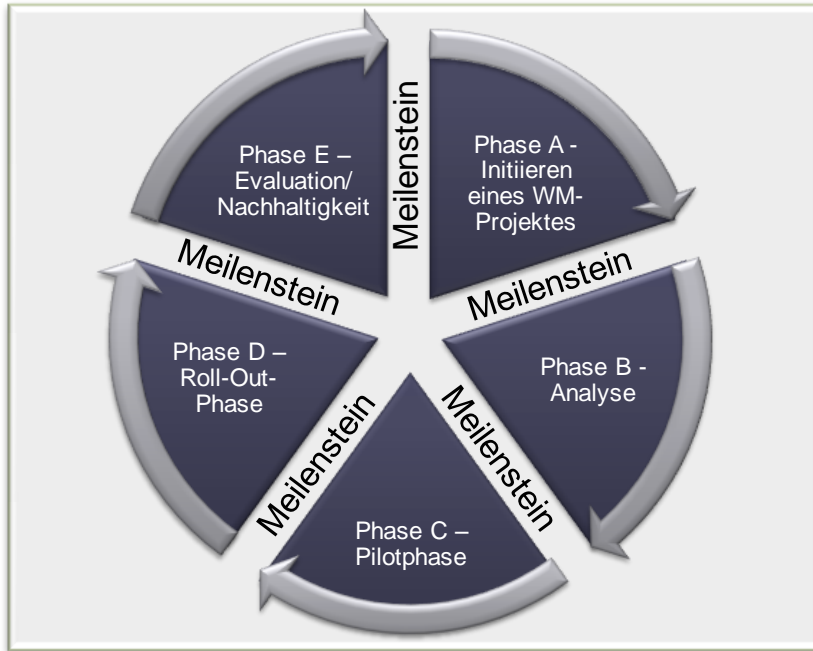 Phase A -
Initiieren
eines WM-
Projektes
Meilenstein
Phase B -
Analyse
Meilenstein
Phase C –
Pilotphase
Meilenstein
Phase D –
Roll-Out-
Phase
Meilenstein
Phase E –
Evaluation/
Nachhaltigkeit
Meilenstein